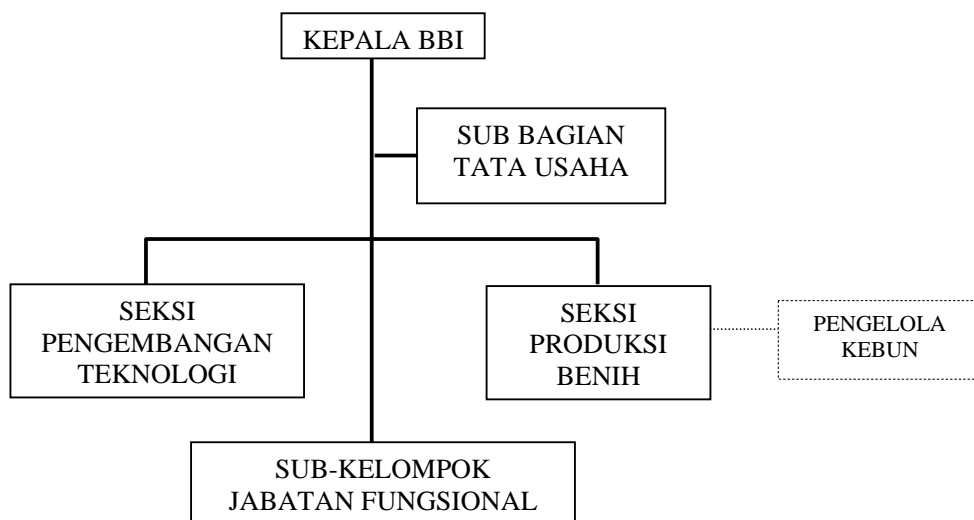 KEPALA BBI
SUB BAGIAN
TATA USAHA
SEKSI
PENGEMBANGAN
TEKNOLOGI
SEKSI
PRODUKSI
BENIH
PENGELOLA
KEBUN
SUB-KELOMPOK
JABATAN FUNGSIONAL